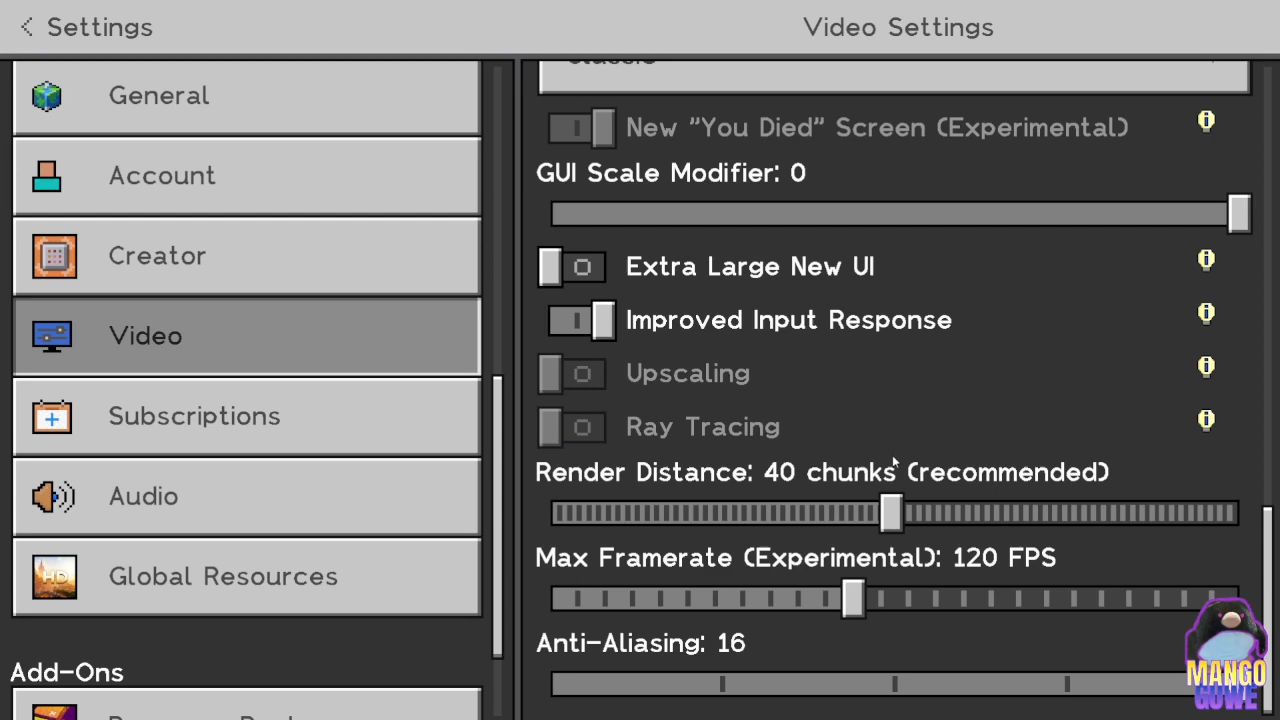 Settings
Video Settings
General
Account
Creator
Video
Subscriptions
Audio
Global Resources
Add-Ons
Classic
New "You Died" Screen (Experimental)
GUI Scale Modifier: 0
Extra Large New UI
Improved Input Response
Upscaling
Ray Tracing
Render Distance: 40 chunks (recommended)
Max Framerate (Experimental): 120 FPS
Anti-Aliasing: 16
MANGO
GUWE